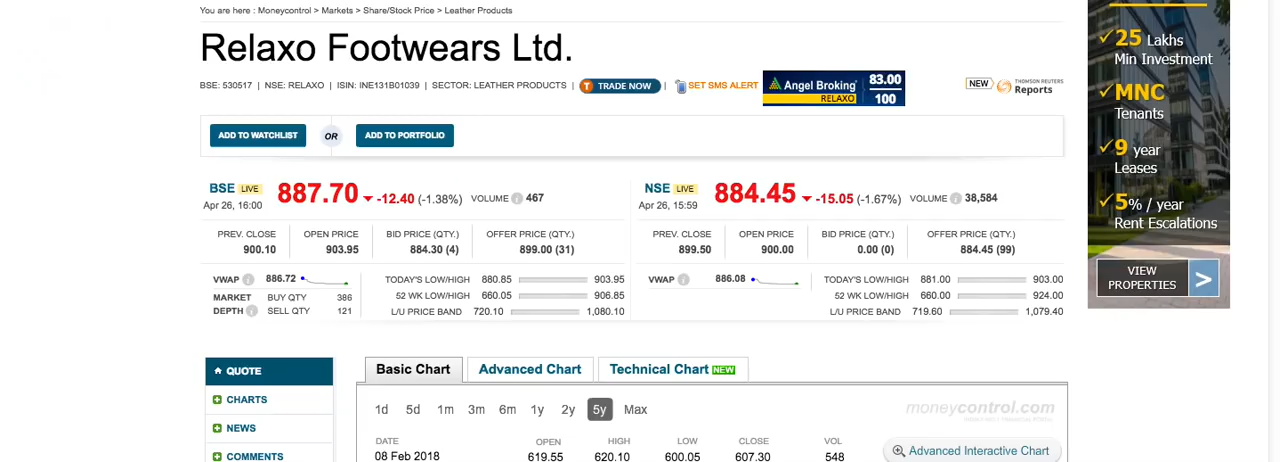 You are here : Moneycontrol > Markets > Share/Stock Price > Leather Products
Relaxo Footwears Ltd.
BSE: 530517 | NSE: RELAXO | ISIN: INE131B01039 | SECTOR: LEATHER PRODUCTS | T TRADE NOW | SET SMS ALERT
Angel Broking 83.00
RELAXO 100
NEW THOMSON REUTERS
Reports
ADD TO WATCHLIST OR ADD TO PORTFOLIO
BSE LIVE 887.70 -12.40 (-1.38%) VOLUME i 467
Apr 26, 16:00
PREV. CLOSE OPEN PRICE BID PRICE (QTY.) OFFER PRICE (QTY.)
900.10 903.95 884.30 (4) 899.00 (31)
VWAP i 886.72 TODAY'S LOW/HIGH 880.85 903.95
MARKET BUY QTY 386 52 WK LOW/HIGH 660.05 906.85
DEPTH i SELL QTY 121 L/U PRICE BAND 720.10 1,080.10
NSE LIVE 884.45 -15.05 (-1.67%) VOLUME i 38,584
Apr 26, 15:59
PREV. CLOSE OPEN PRICE BID PRICE (QTY.) OFFER PRICE (QTY.)
899.50 900.00 0.00 (0) 884.45 (99)
VWAP i 886.08 TODAY'S LOW/HIGH 881.00 903.00
52 WK LOW/HIGH 660.00 924.00
L/U PRICE BAND 719.60 1,079.40
25 Lakhs
Min Investment
MNC
Tenants
9 year
Leases
5% / year
Rent Escalations
VIEW
PROPERTIES >
QUOTE
CHARTS
NEWS
COMMENTS
Basic Chart Advanced Chart Technical Chart NEW
1d 5d 1m 3m 6m 1y 2y 5y Max
moneycontrol.com
DATE OPEN HIGH LOW CLOSE VOL
08 Feb 2018 619.55 620.10 600.05 607.30 548
Advanced Interactive Chart